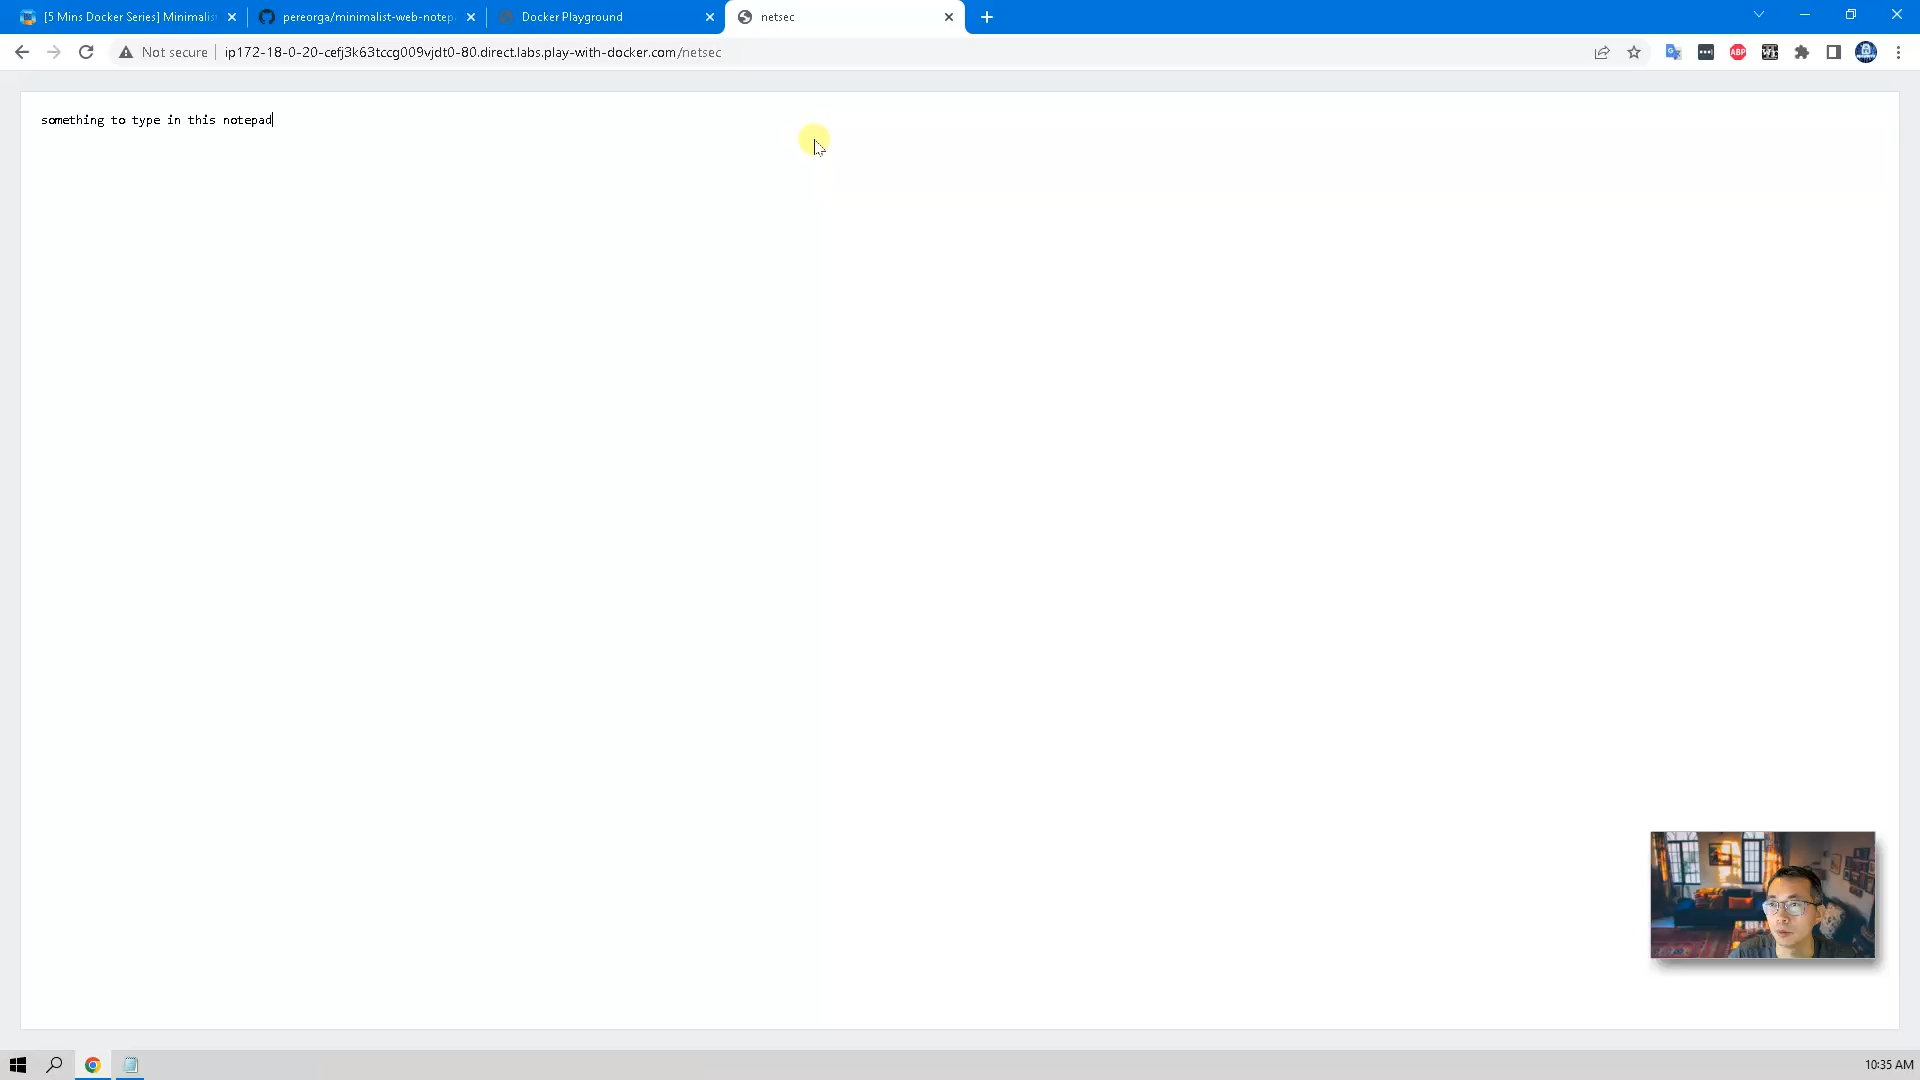 [5 Mins Docker Series] Minimalis
pereorga/minimalist-web-notep
Docker Playground
netsec
Not secure
ip172-18-0-20-cefj3k63tccg009vjdt0-80.direct.labs.play-with-docker.com/netsec
ABP
something to type in this notepad
10:35 AM